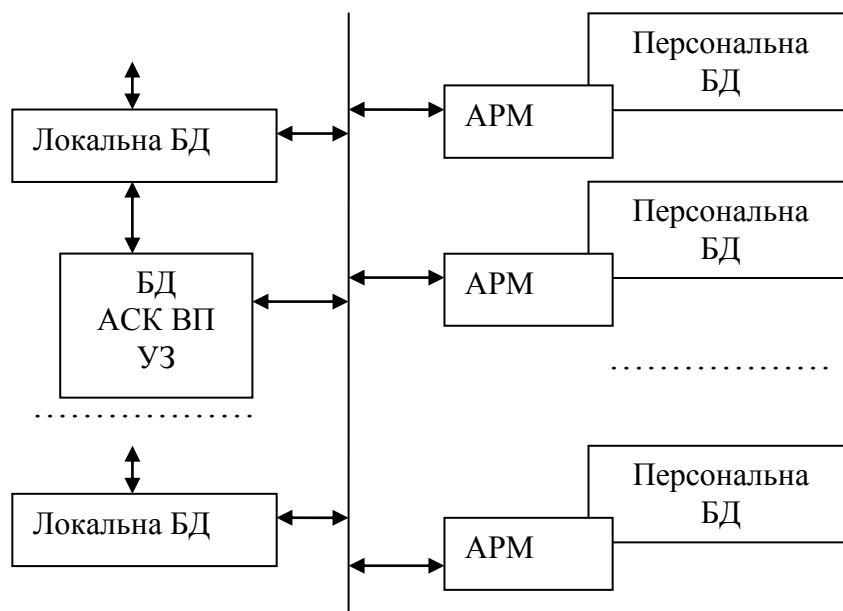 Персональна
БД
АРМ
Локальна БД
Персональна
БД
АРМ
БД
АСК ВП
УЗ
Персональна
БД
АРМ
Локальна БД